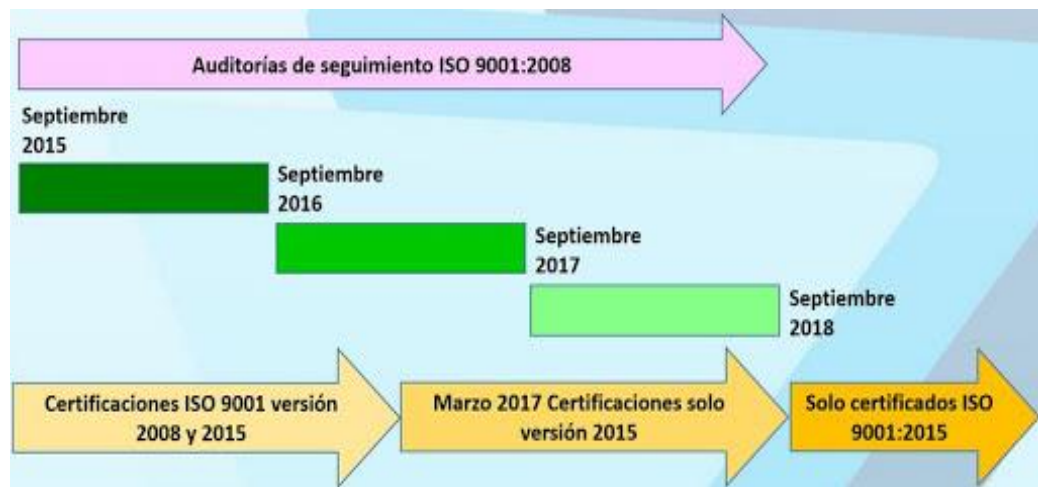 Auditorías de seguimiento ISO 9001:2008
Septiembre
2015
Septiembre
2016
Septiembre
2017
Septiembre
2018
Certificaciones ISO 9001 versión
2008 y 2015
Marzo 2017 Certificaciones solo
versión 2015
Solo certificados ISO
9001:2015